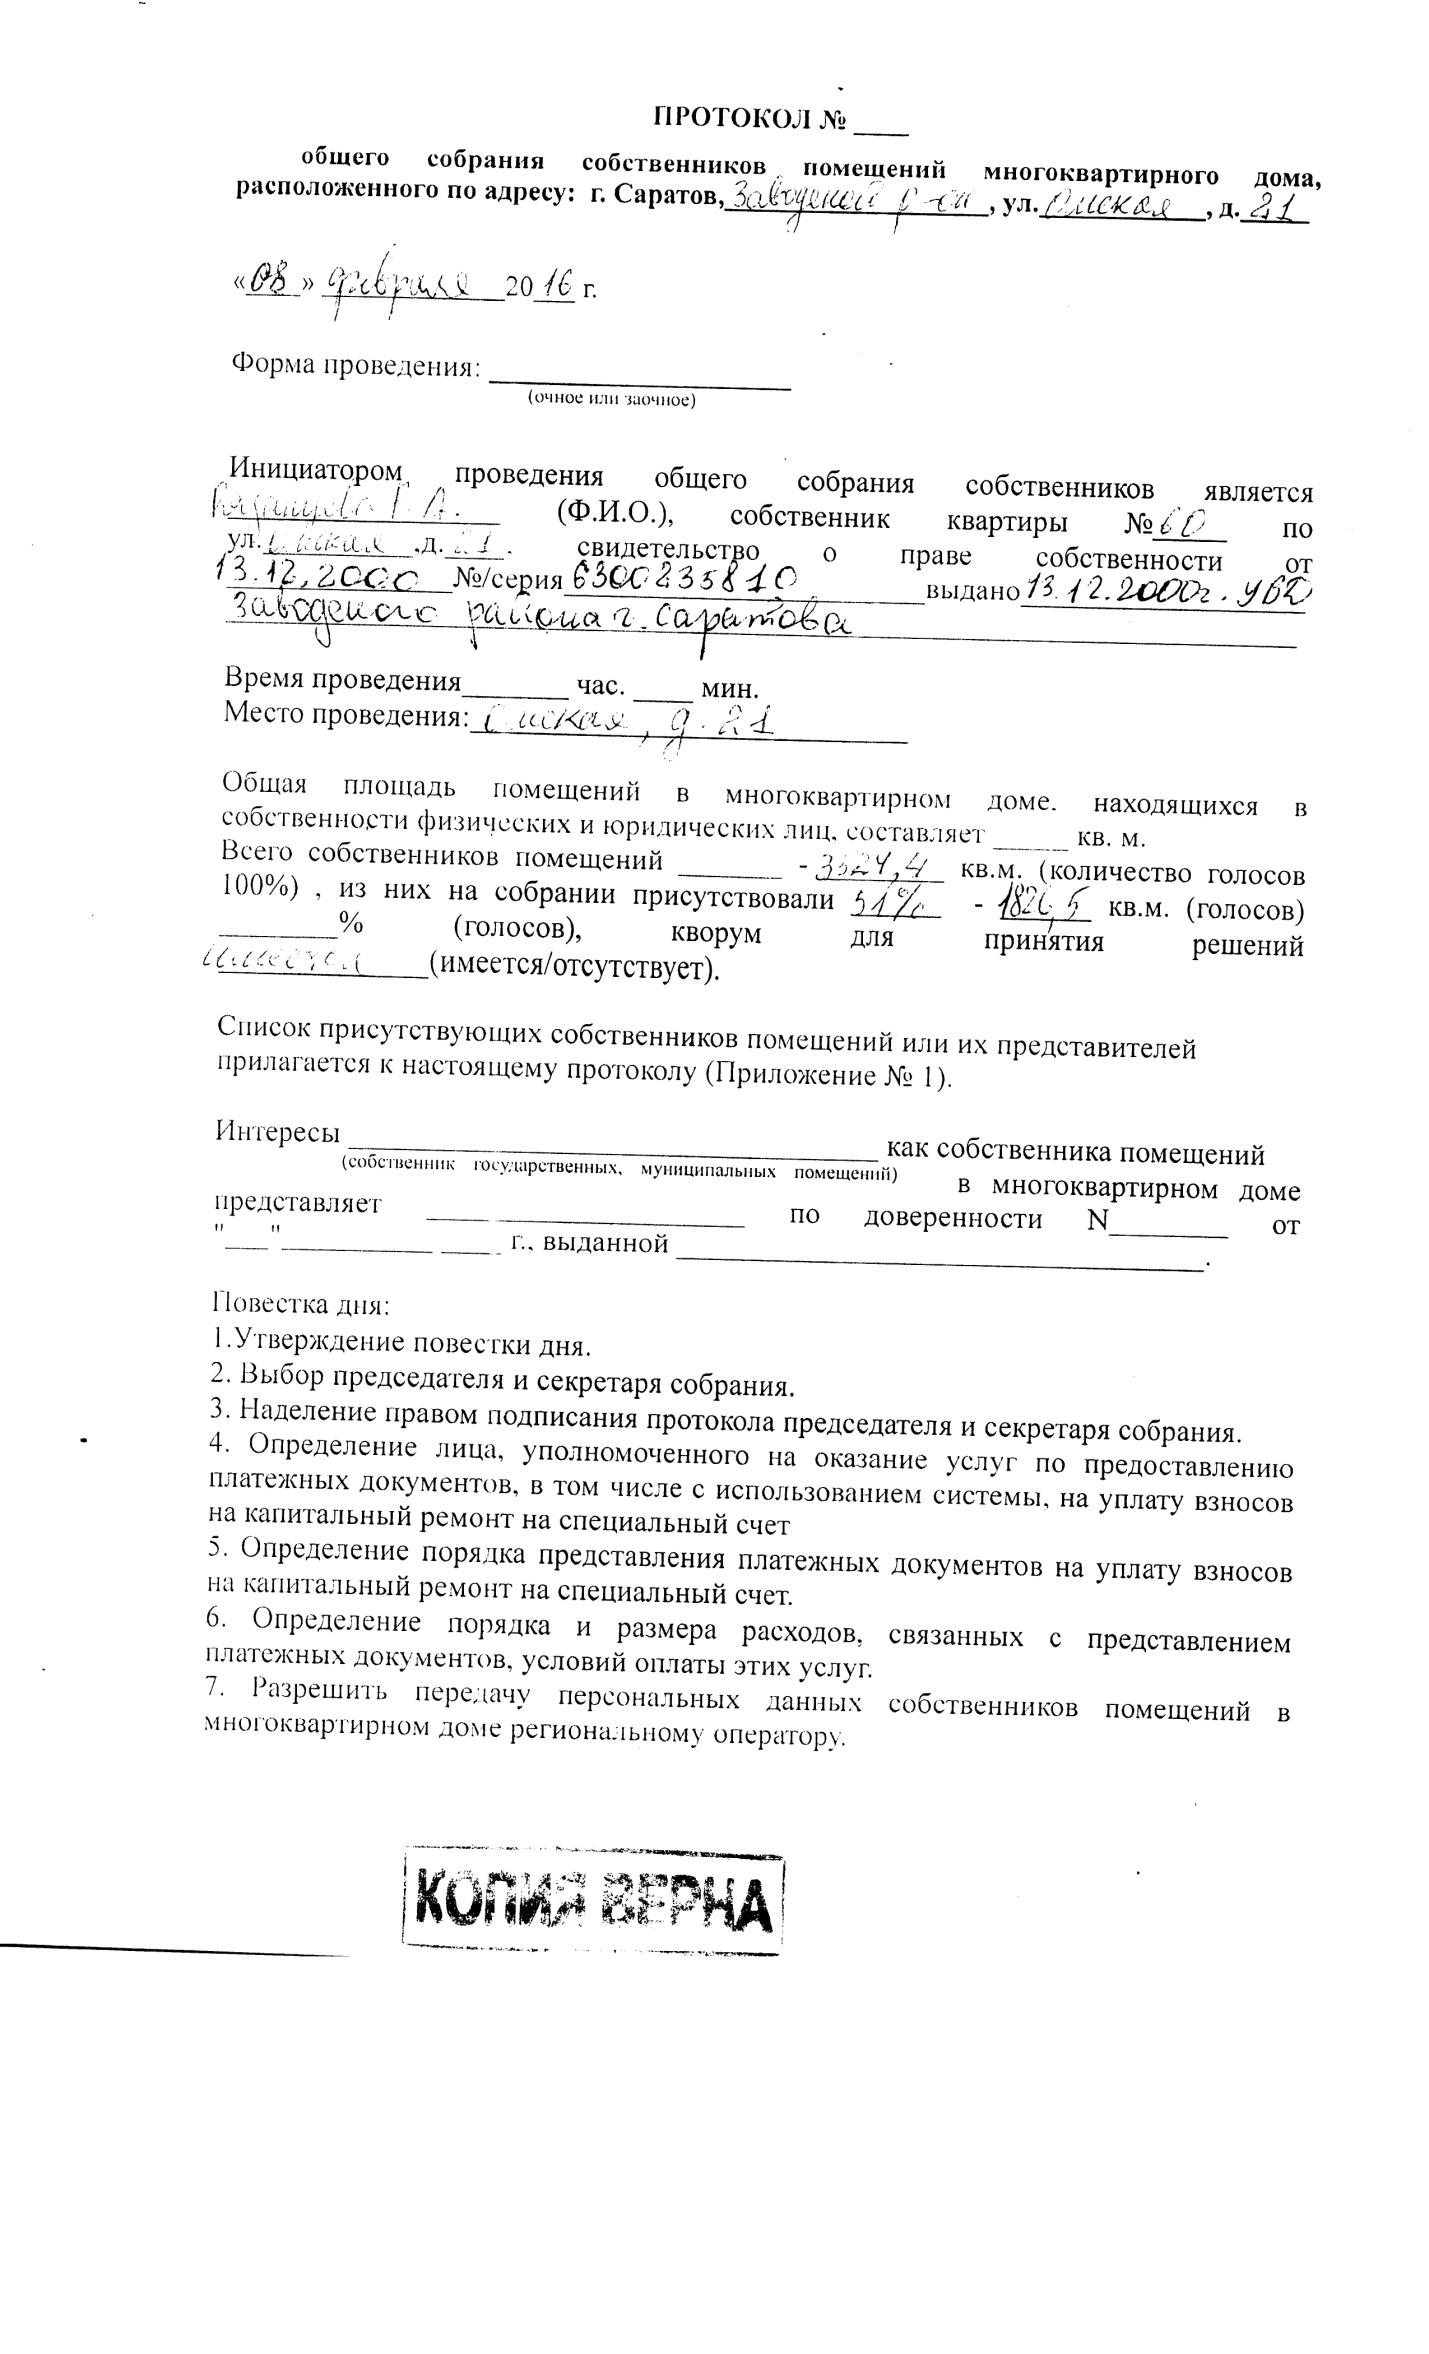 ПРОТОКОЛ № ____
общего собрания собственников помещений многоквартирного дома,
расположенного по адресу: г. Саратов, Заводской р-он, ул. Омская, д. 21
«08» февраля 2016 г.
Форма проведения: ____________
(очное или заочное)
Инициатором проведения общего собрания собственников является
Г.А. (Ф.И.О.), собственник квартиры №60 по
ул. Омская, д. 21. свидетельство о праве собственности от
13.12.2000 №/серия 6300235810 выдано 13.12.2000г.
Заводского района г. Саратова
Время проведения_______ час. ____ мин.
Место проведения: Омская, д. 21
Общая площадь помещений в многоквартирном доме, находящихся в
собственности физических и юридических лиц, составляет _____ кв. м.
Всего собственников помещений _______ - 3524,4 кв.м. (количество голосов
100%) , из них на собрании присутствовали 51% - 1826,5 кв.м. (голосов)
________% (голосов), кворум для принятия решений
имеется (имеется/отсутствует).
Список присутствующих собственников помещений или их представителей
прилагается к настоящему протоколу (Приложение № 1).
Интересы ____________ как собственника помещений
(собственник государственных, муниципальных помещений) в многоквартирном доме
представляет ____________ по доверенности N________ от
"___"__________ ____ г., выданной ____________.
Повестка дня:
1.Утверждение повестки дня.
2. Выбор председателя и секретаря собрания.
3. Наделение правом подписания протокола председателя и секретаря собрания.
4. Определение лица, уполномоченного на оказание услуг по предоставлению
платежных документов, в том числе с использованием системы, на уплату взносов
на капитальный ремонт на специальный счет
5. Определение порядка представления платежных документов на уплату взносов
на капитальный ремонт на специальный счет.
6. Определение порядка и размера расходов, связанных с представлением
платежных документов, условий оплаты этих услуг.
7. Разрешить передачу персональных данных собственников помещений в
многоквартирном доме региональному оператору.
КОПИЯ ВЕРНА